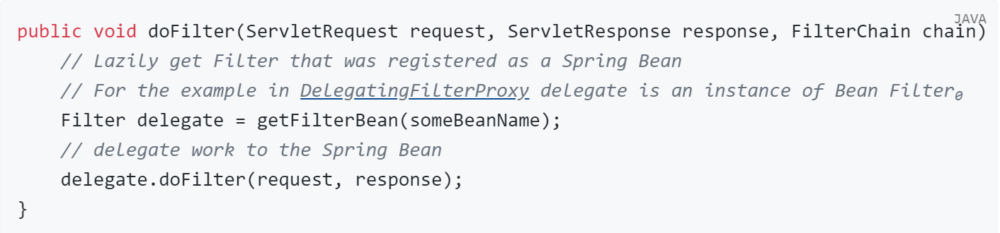 JAVA
public void doFilter(ServletRequest request, ServletResponse response, FilterChain chain)
    // Lazily get Filter that was registered as a Spring Bean
    // For the example in DelegatingFilterProxy delegate is an instance of Bean Filter₀
    Filter delegate = getFilterBean(someBeanName);
    // delegate work to the Spring Bean
    delegate.doFilter(request, response);
}